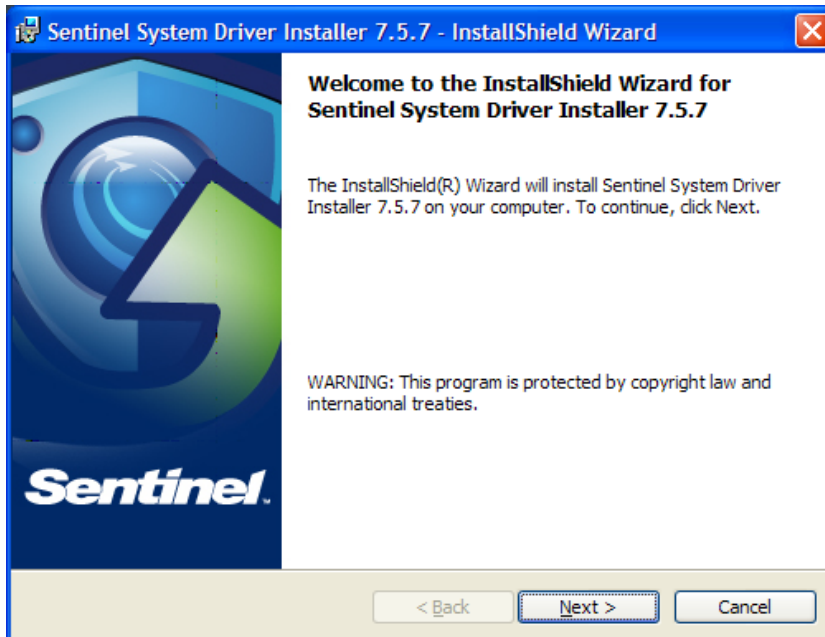 Sentinel System Driver Installer 7.5.7 - InstallShield Wizard
Welcome to the InstallShield Wizard for
Sentinel System Driver Installer 7.5.7
The InstallShield(R) Wizard will install Sentinel System Driver
Installer 7.5.7 on your computer. To continue, click Next.
WARNING: This program is protected by copyright law and
international treaties.
Sentinel.
< Back
Next >
Cancel